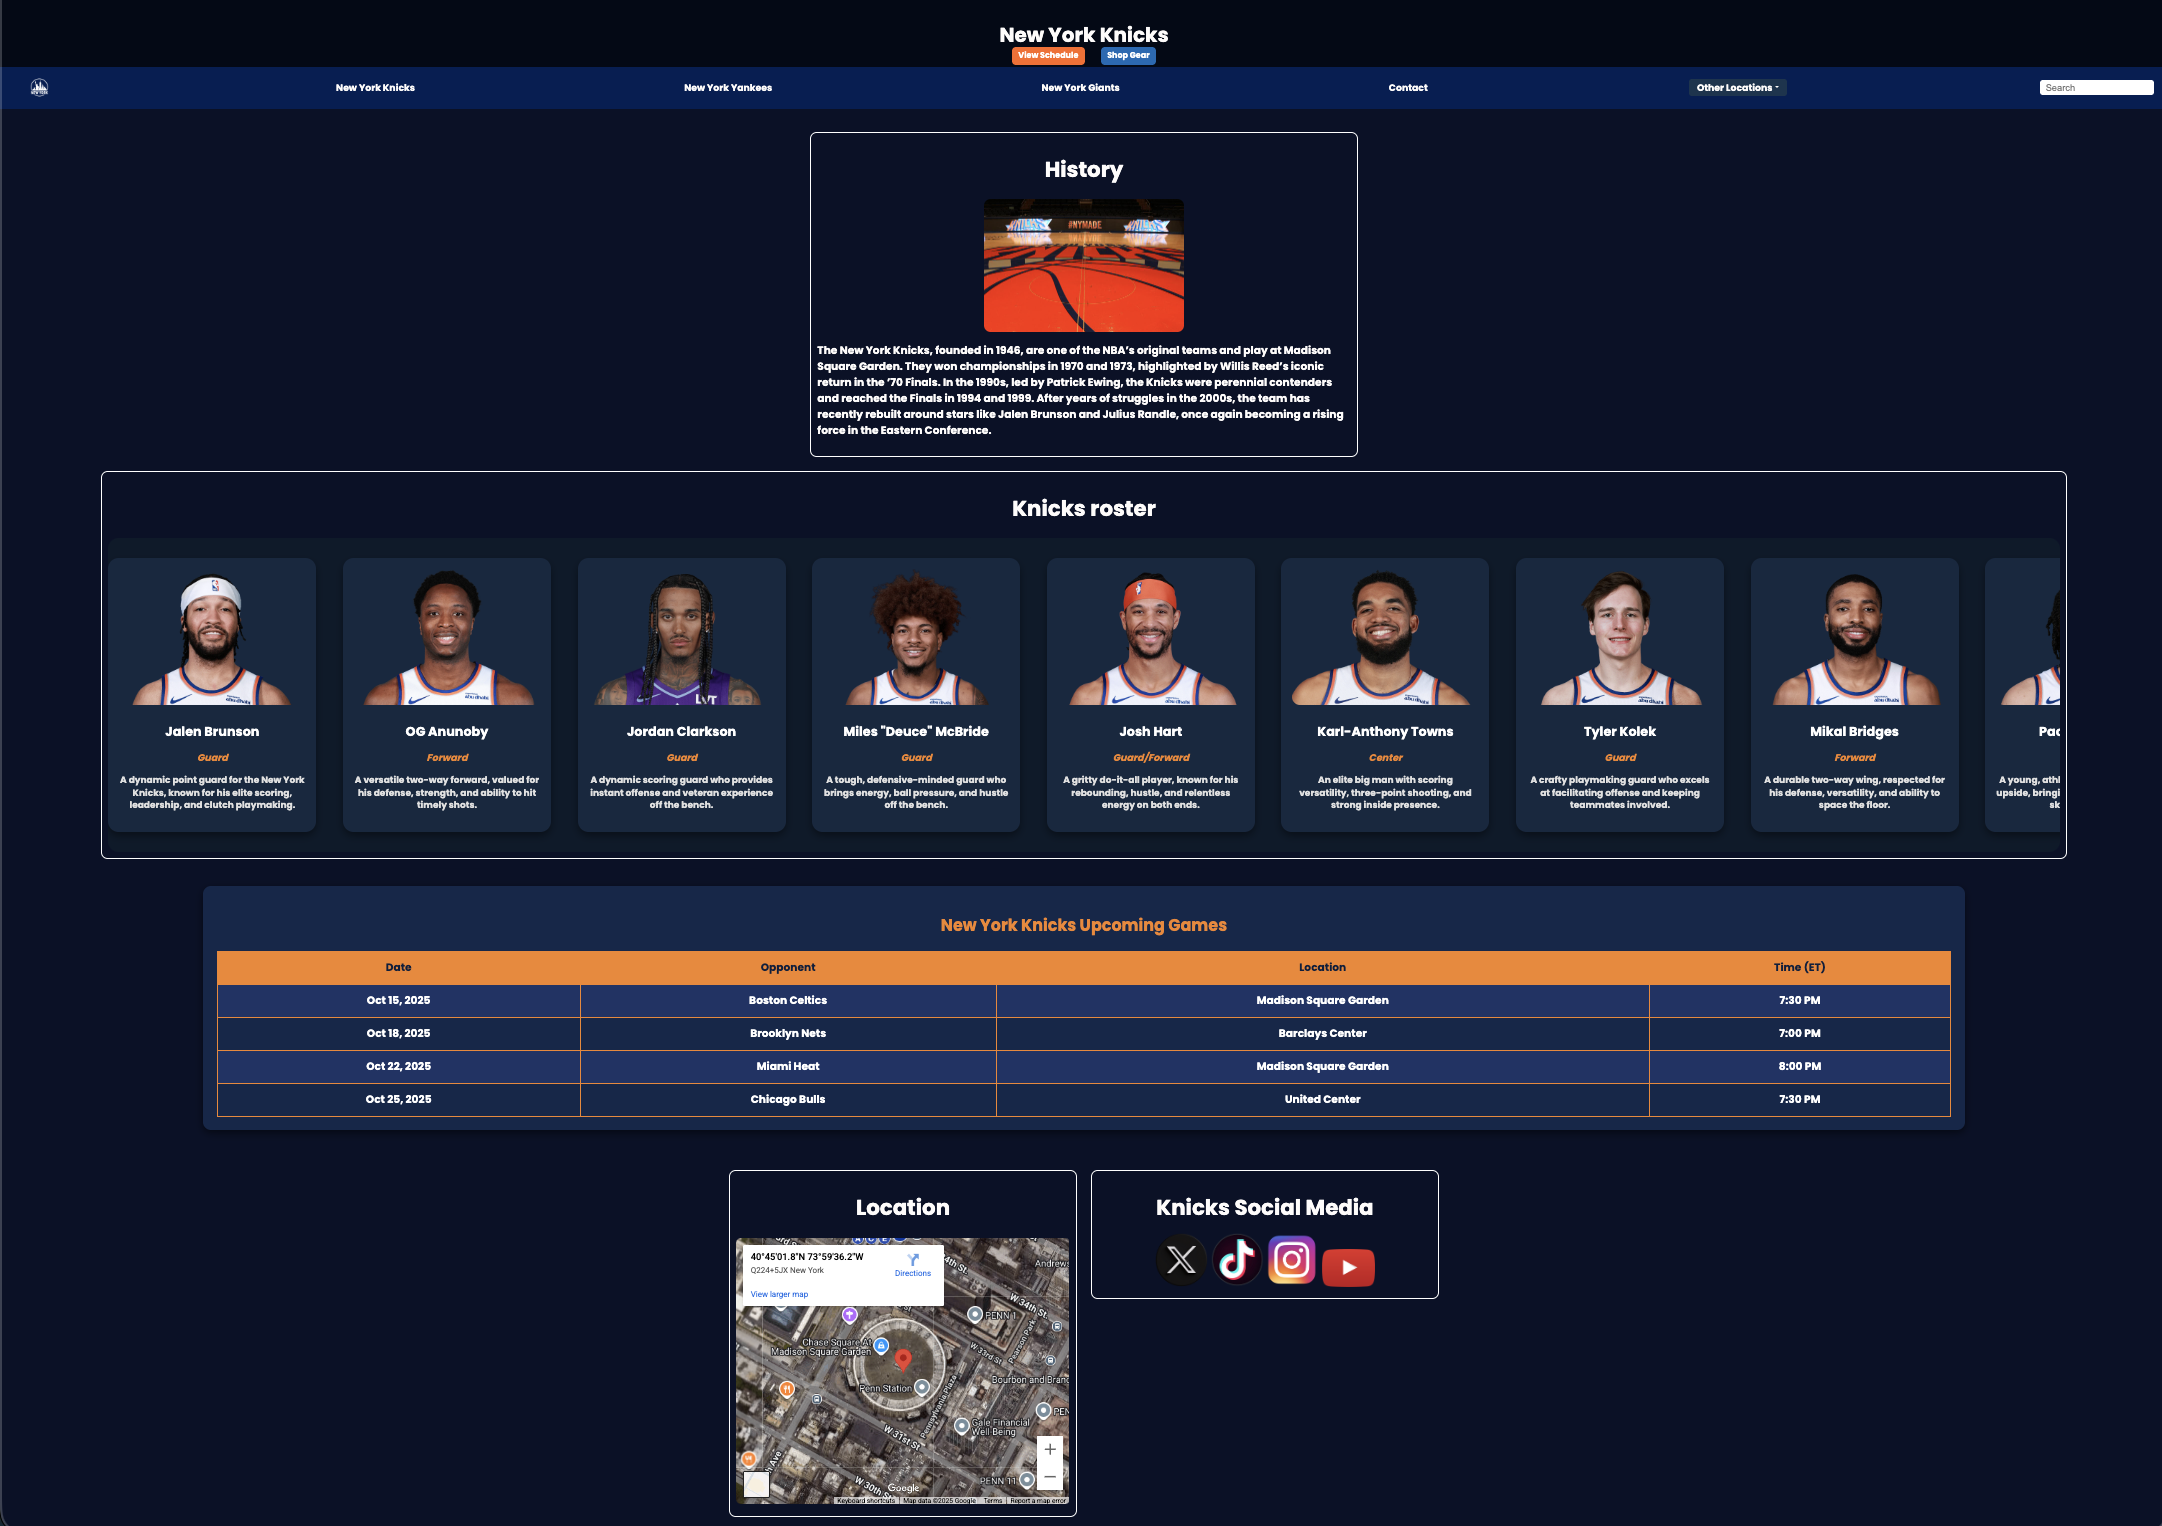 New York Knicks
View Schedule
Shop Gear
New York Knicks
New York Yankees
New York Giants
Contact
Other Locations
Search
History
#NYMADE
The New York Knicks, founded in 1946, are one of the NBA's original teams and play at Madison
Square Garden. They won championships in 1970 and 1973, highlighted by Willis Reed's iconic
return in the '70 Finals. In the 1990s, led by Patrick Ewing, the Knicks were perennial contenders
and reached the Finals in 1994 and 1999. After years of struggles in the 2000s, the team has
recently rebuilt around stars like Jalen Brunson and Julius Randle, once again becoming a rising
force in the Eastern Conference.
Knicks roster
Jalen Brunson
Guard
A dynamic point guard for the New York
Knicks, known for his elite scoring,
leadership, and clutch playmaking.
OG Anunoby
Forward
A versatile two-way forward, valued for
his defense, strength, and ability to hit
timely shots.
Jordan Clarkson
Guard
A dynamic scoring guard who provides
instant offense and veteran experience
off the bench.
Miles "Deuce" McBride
Guard
A tough, defensive-minded guard who
brings energy, ball pressure, and hustle
off the bench.
Josh Hart
Guard/Forward
A gritty do-it-all player, known for his
rebounding, hustle, and relentless
energy on both ends.
Karl-Anthony Towns
Center
An elite big man with scoring
versatility, three-point shooting, and
strong inside presence.
Tyler Kolek
Guard
A crafty playmaking guard who excels
at facilitating offense and keeping
teammates involved.
Mikal Bridges
Forward
A durable two-way wing, respected for
his defense, versatility, and ability to
space the floor.
Pac
A young, athl
upside, bringi
sk
New York Knicks Upcoming Games
Date Opponent Location Time (ET)
Oct 15, 2025 Boston Celtics Madison Square Garden 7:30 PM
Oct 18, 2025 Brooklyn Nets Barclays Center 7:00 PM
Oct 22, 2025 Miami Heat Madison Square Garden 8:00 PM
Oct 25, 2025 Chicago Bulls United Center 7:30 PM
Location
40°45'01.8"N 73°59'36.2"W
Q224+5JX New York
Directions
View larger map
Andrews
W 34th St
PENN 1
Chase Square At
Madison Square Garden
W 33rd St
Pearson Park
Penn Station
Bourbon and Branc
Pennsylvania Plaza
PEN
Gale Financial
Well-Being
W 31st St
PENN 11
W 30th St
Google
Keyboard shortcuts
Map data ©2025 Google
Terms
Report a map error
Knicks Social Media